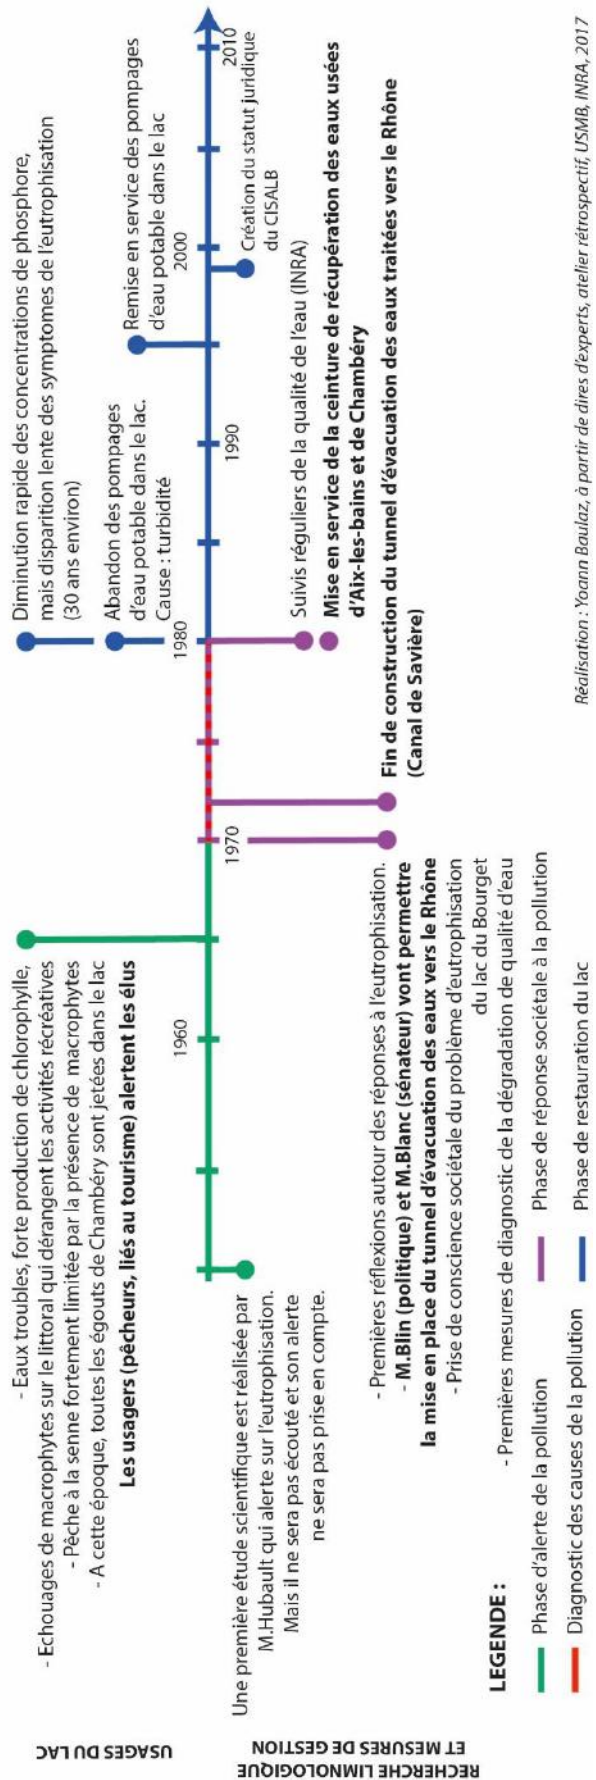 USAGES DU LAC
- Eaux troubles, forte production de chlorophylle,
- Echouages de macrophytes sur le littoral qui dérangent les activités récréatives
- Pêche à la senne fortement limitée par la présence de macrophytes
- A cette époque, toutes les égouts de Chambéry sont jetées dans le lac
Les usagers (pêcheurs, liés au tourisme) alertent les élus
Diminution rapide des concentrations de phosphore,
mais disparition lente des symptomes de l'eutrophisation
(30 ans environ)
Abandon des pompages
d'eau potable dans le lac.
Cause : turbidité
Remise en service des pompages
d'eau potable dans le lac
1960
1970
1980
1990
2000
2010
RECHERCHE LIMNOLOGIQUE
ET MESURES DE GESTION
Une première étude scientifique est réalisée par
M.Hubault qui alerte sur l'eutrophisation.
Mais il ne sera pas écouté et son alerte
ne sera pas prise en compte.
- Premières réflexions autour des réponses à l'eutrophisation.
- M.Blin (politique) et M.Blanc (sénateur) vont permettre
la mise en place du tunnel d'évacuation des eaux vers le Rhône
- Prise de conscience sociétale du problème d'eutrophisation
du lac du Bourget
- Premières mesures de diagnostic de la dégradation de qualité d'eau
Fin de construction du tunnel d'évacuation des eaux traitées vers le Rhône
(Canal de Savière)
Suivis réguliers de la qualité de l'eau (INRA)
Mise en service de la ceinture de récupération des eaux usées
d'Aix-les-bains et de Chambéry
Création du statut juridique
du CISALB
LEGENDE :
Phase d'alerte de la pollution
Phase de réponse sociétale à la pollution
Diagnostic des causes de la pollution
Phase de restauration du lac
Réalisation : Yoann Baulaz, à partir de dires d'experts, atelier rétrospectif, USMB, INRA, 2017